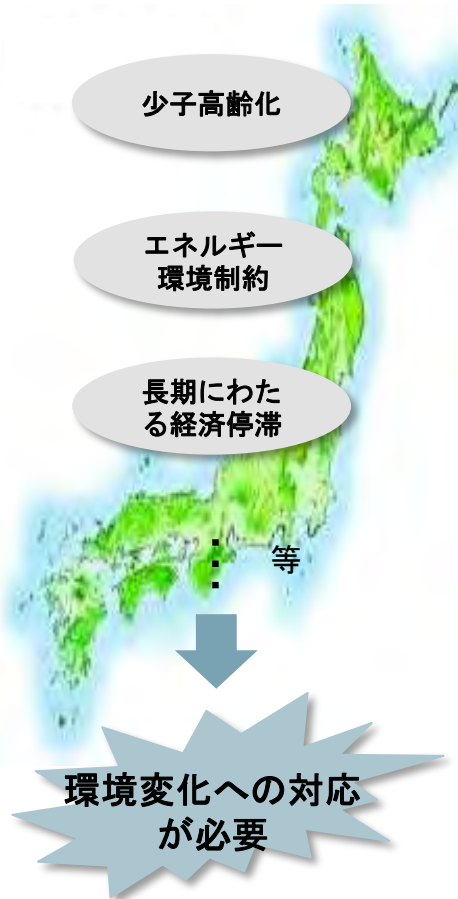 少子高齢化
エネルギー
環境制約
長期にわた
る経済停滞
等
環境変化への対応
が必要